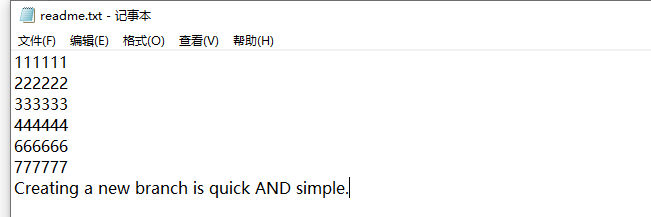 readme.txt - 记事本
文件(F) 编辑(E) 格式(O) 查看(V) 帮助(H)
111111
222222
333333
444444
666666
777777
Creating a new branch is quick AND simple.